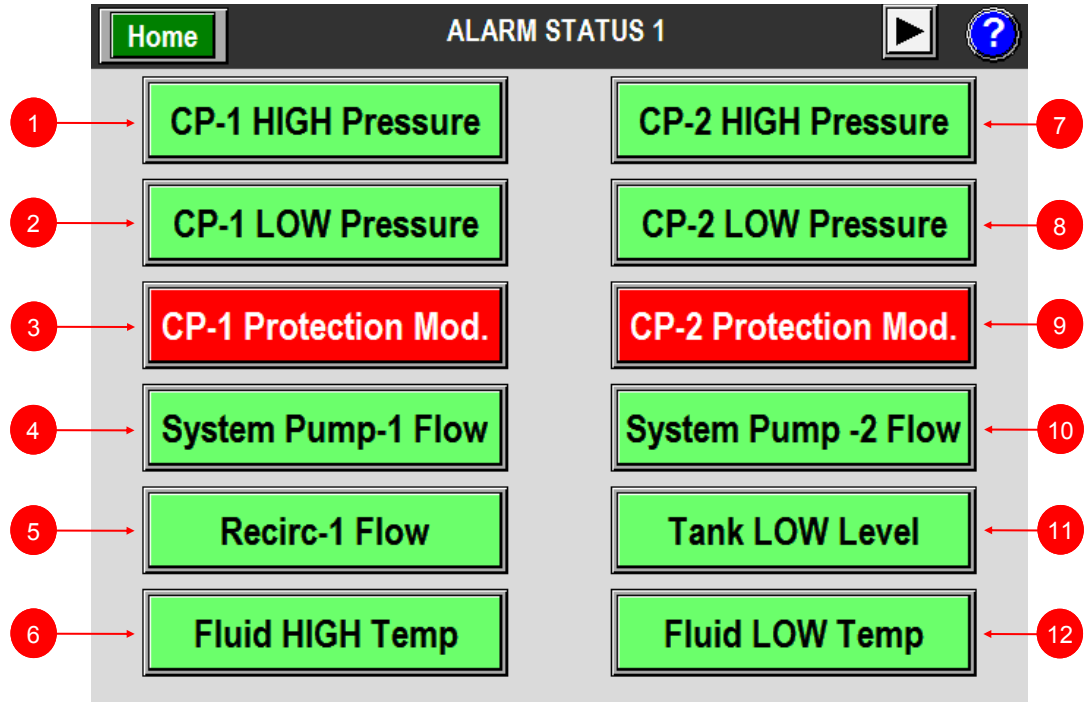 Home
ALARM STATUS 1
?
1
CP-1 HIGH Pressure
CP-2 HIGH Pressure
7
2
CP-1 LOW Pressure
CP-2 LOW Pressure
8
3
CP-1 Protection Mod.
CP-2 Protection Mod.
9
4
System Pump-1 Flow
System Pump -2 Flow
10
5
Recirc-1 Flow
Tank LOW Level
11
6
Fluid HIGH Temp
Fluid LOW Temp
12